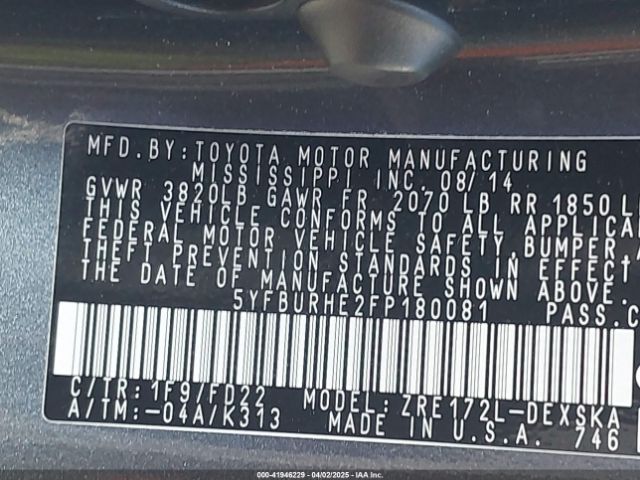 MFD.BY:TOYOTA MOTOR MANUFACTURING
MISSISSIPPI INC. 08/14
GVWR 3820LB GAWR FR 2070 LB RR 1850 L
THIS VEHICLE CONFORMS TO ALL APPLICA
FEDERAL MOTOR VEHICLE SAFETY,BUMPER,
THEFT PREVENTION STANDARDS IN EFFECT
THE DATE OF MANUFACTURE SHOWN ABOVE.
5YFBURHE2FP180081 PASS.C
C/TR:1F9/FD22 MODEL:ZRE172L-DEXSKA
A/TM:-04A/K313 MADE IN U.S.A. 746
000-41946229 - 04/02/2025 - COPYRIGHT IAAI, INC.